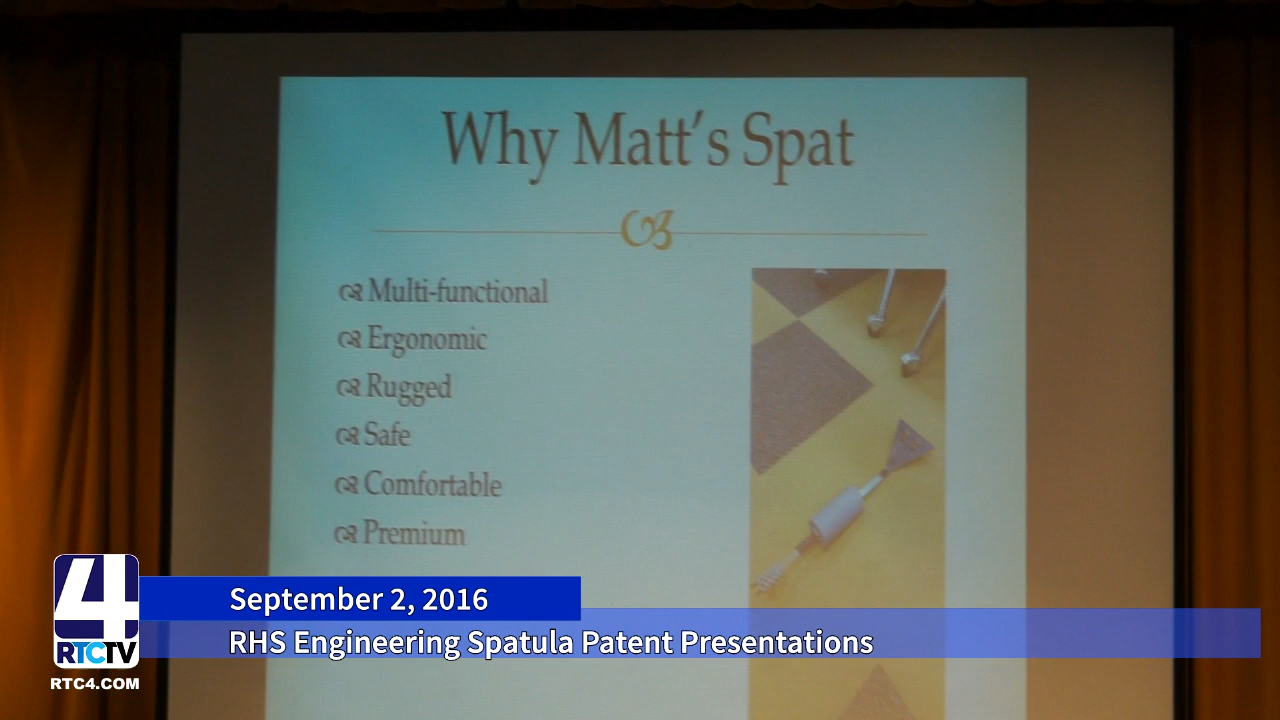 Why Matt's Spat
Multi-functional
Ergonomic
Rugged
Safe
Comfortable
Premium
4
RTCTV
RTC4.COM
September 2, 2016
RHS Engineering Spatula Patent Presentations